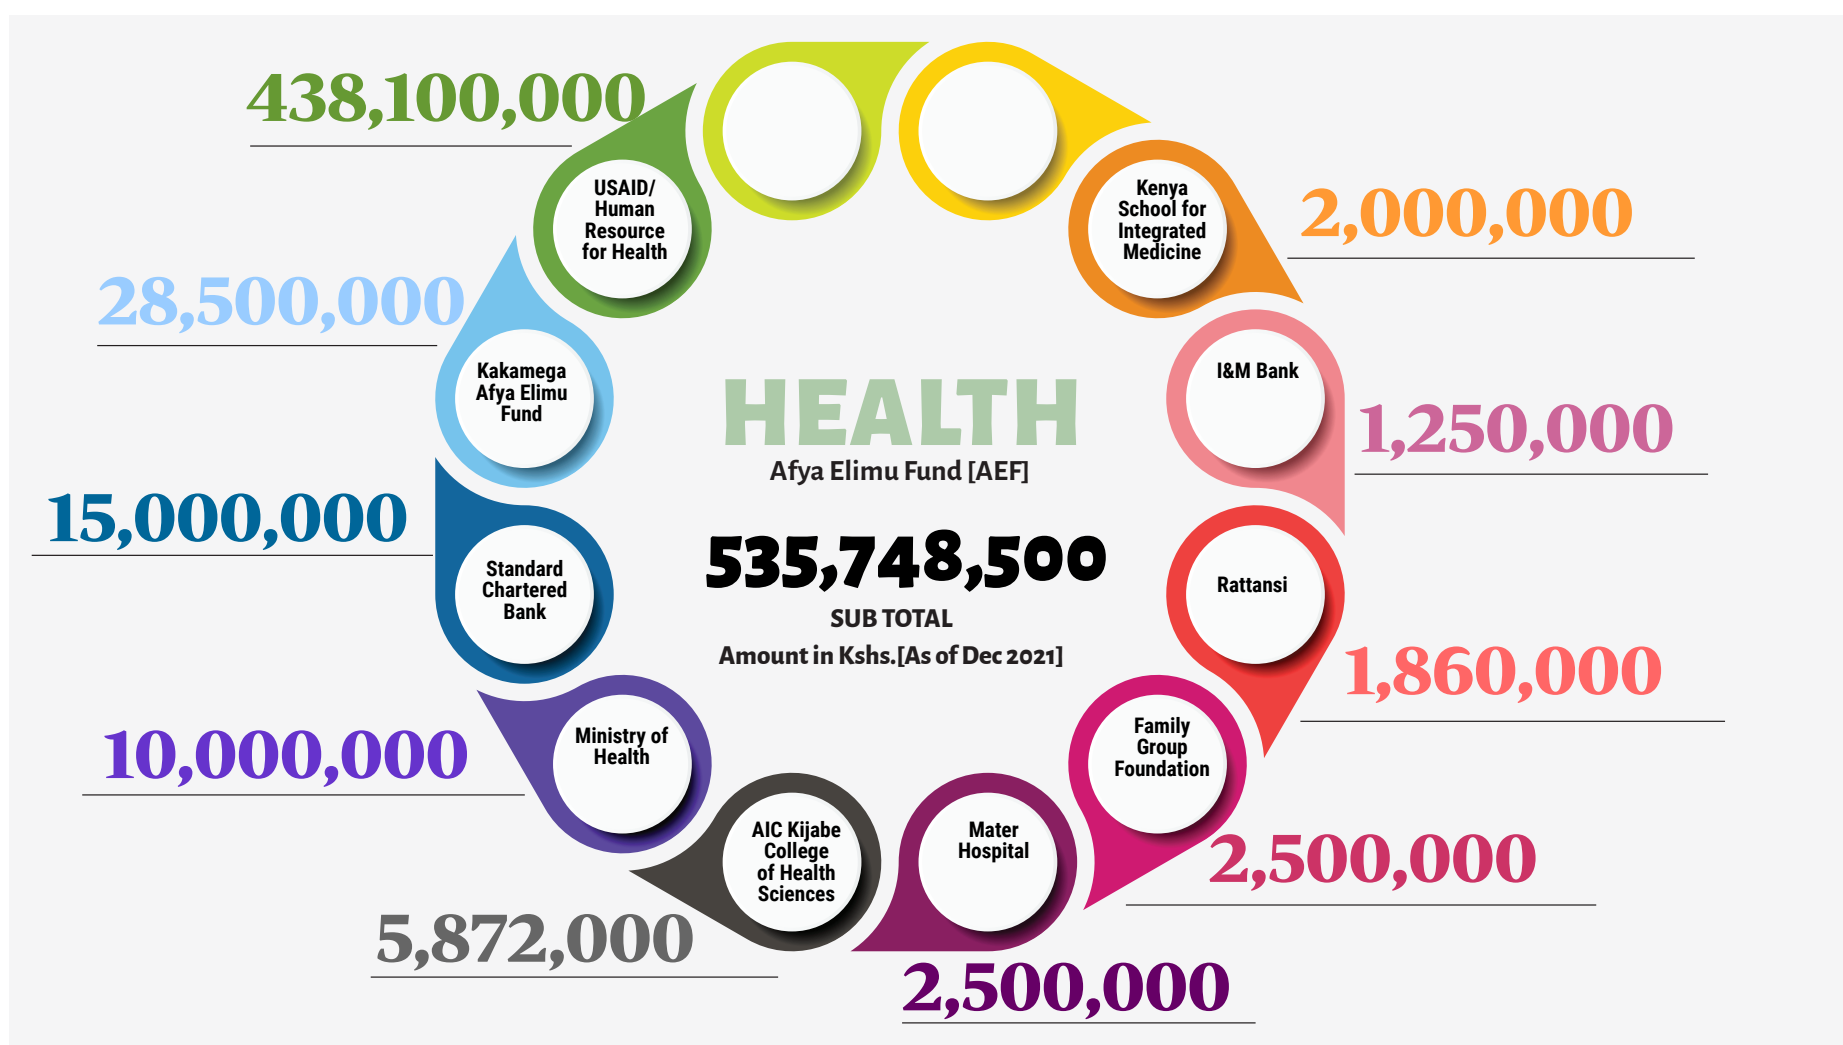 438,100,000
USAID/
Human
Resource
for Health
Kenya
School for
Integrated
Medicine
2,000,000
28,500,000
Kakamega
Afya Elimu
Fund
I&M Bank
1,250,000
HEALTH
Afya Elimu Fund [AEF]
15,000,000
Standard
Chartered
Bank
535,748,500
SUB TOTAL
Amount in Kshs.[As of Dec 2021]
Rattansi
1,860,000
10,000,000
Ministry of
Health
Family
Group
Foundation
2,500,000
AIC Kijabe
College
of Health
Sciences
5,872,000
Mater
Hospital
2,500,000